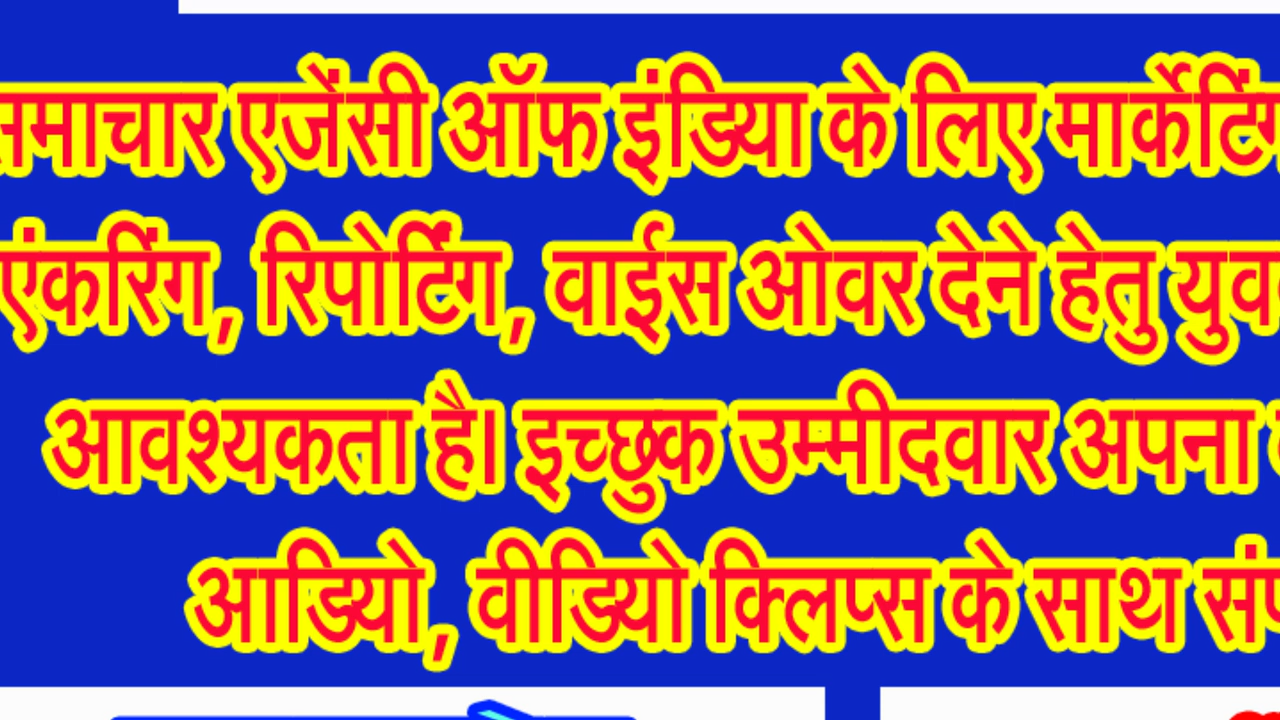 समाचार एजेंसी ऑफ इंडिया के लिए मार्केटिंग
एंकरिंग, रिपोर्टिंग, वाईस ओवर देने हेतु
आवश्यकता है। इच्छुक उम्मीदवार अपना
आडियो, वीडियो क्लिप्स के साथ